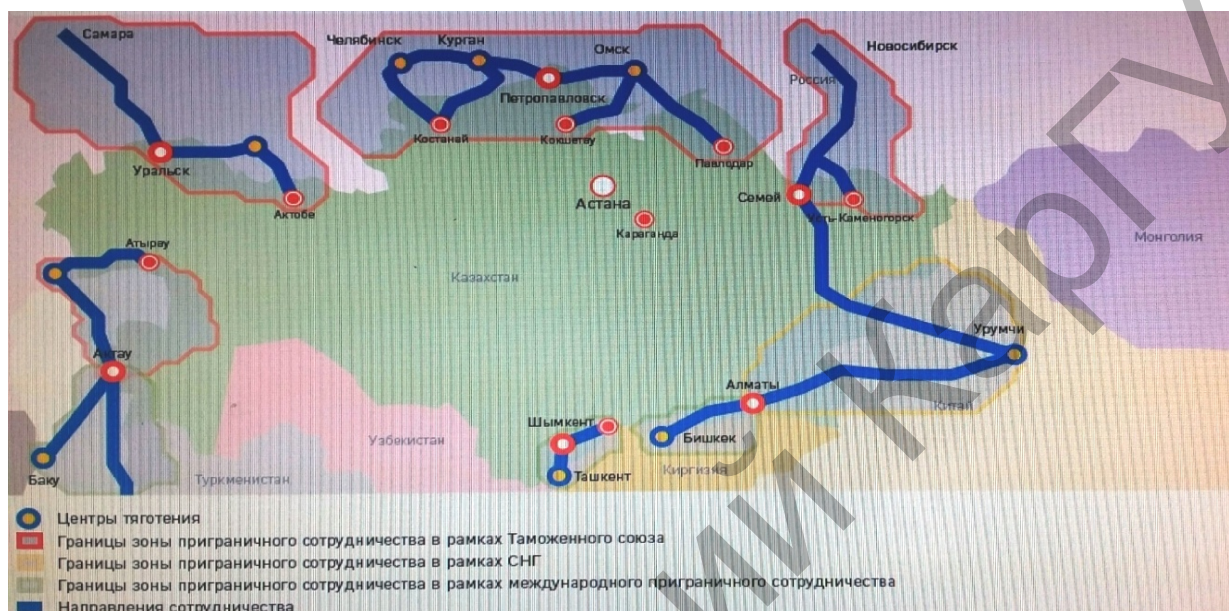 Самара
Челябинск
Курган
Омск
Новосибирск
Россия
Петропавловск
Костанай
Кокшетау
Павлодар
Уральск
Актобе
Астана
Караганда
Семей
Усть-Каменогорск
Монголия
Атырау
Казахстан
Актау
Урумчи
Алматы
Китай
Шымкент
Бишкек
Узбекистан
Киргизия
Баку
Туркменистан
Ташкент
Центры тяготения
Границы зоны приграничного сотрудничества в рамках Таможенного союза
Границы зоны приграничного сотрудничества в рамках СНГ
Границы зоны приграничного сотрудничества в рамках международного приграничного сотрудничества
Направления сотрудничества
ий КарГУ